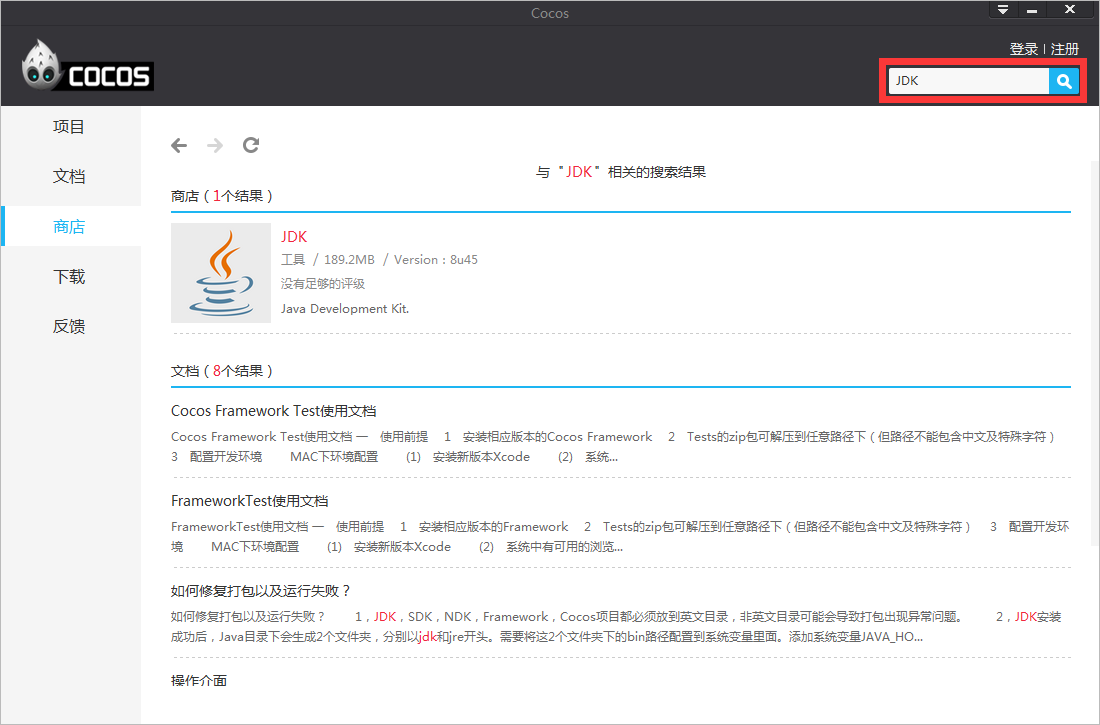 Cocos
COCOS
登录 | 注册
JDK
项目
文档
商店
下载
反馈
与 "JDK" 相关的搜索结果
商店 ( 1个结果 )
JDK
工具 / 189.2MB / Version : 8u45
没有足够的评级
Java Development Kit.
文档 ( 8个结果 )
Cocos Framework Test使用文档
Cocos Framework Test使用文档 一 使用前提 1 安装相应版本的Cocos Framework 2 Tests的zip包可解压到任意路径下（但路径不能包含中文及特殊字符）
3 配置开发环境 MAC下环境配置 (1) 安装新版本Xcode (2) 系统...
FrameworkTest使用文档
FrameworkTest使用文档 一 使用前提 1 安装相应版本的Framework 2 Tests的zip包可解压到任意路径下（但路径不能包含中文及特殊字符） 3 配置开发环
境 MAC下环境配置 (1) 安装新版本Xcode (2) 系统中有可用的浏览...
如何修复打包以及运行失败？
如何修复打包以及运行失败？ 1，JDK，SDK，NDK，Framework，Cocos项目都必须放到英文目录，非英文目录可能会导致打包出现异常问题。 2，JDK安装
成功后，Java目录下会生成2个文件夹，分别以jdk和jre开头。需要将这2个文件夹下的bin路径配置到系统变量里面。添加系统变量JAVA_HO...
操作介面